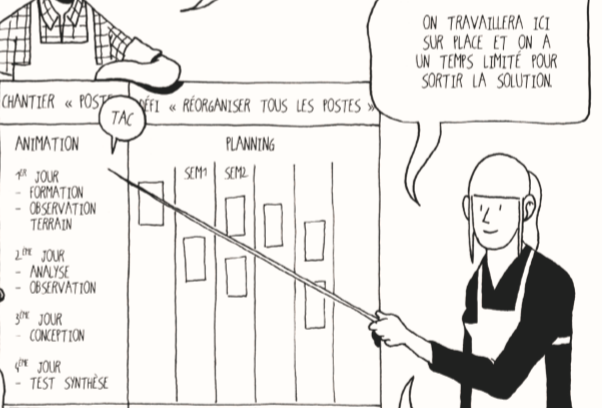 ON TRAVAILLERA ICI
SUR PLACE ET ON A
UN TEMPS LIMITÉ POUR
SORTIR LA SOLUTION.
CHANTIER « POSTE
DÉFI « RÉORGANISER TOUS LES POSTES »
TAC
ANIMATION
1ER JOUR
- FORMATION
- OBSERVATION
TERRAIN
2ÈME JOUR
- ANALYSE
- OBSERVATION
3ÈME JOUR
- CONCEPTION
4ÈME JOUR
- TEST SYNTHÈSE
PLANNING
SEM1 SEM2